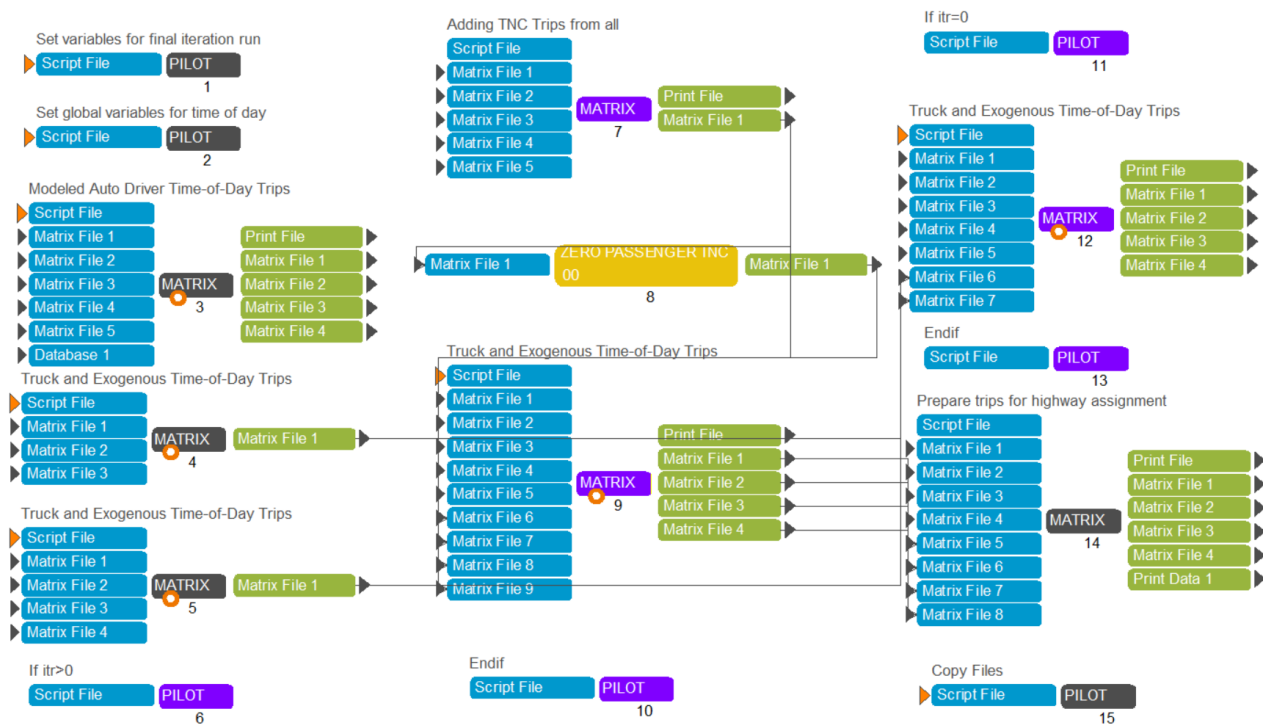 Set variables for final iteration run
Script File
PILOT
1
Set global variables for time of day
Script File
PILOT
2
Modeled Auto Driver Time-of-Day Trips
Script File
Matrix File 1
Matrix File 2
Matrix File 3
Matrix File 4
Matrix File 5
Database 1
MATRIX
3
Print File
Matrix File 1
Matrix File 2
Matrix File 3
Matrix File 4
Truck and Exogenous Time-of-Day Trips
Script File
Matrix File 1
Matrix File 2
Matrix File 3
MATRIX
4
Matrix File 1
Truck and Exogenous Time-of-Day Trips
Script File
Matrix File 1
Matrix File 2
Matrix File 3
Matrix File 4
MATRIX
5
Matrix File 1
If itr>0
Script File
PILOT
6
Adding TNC Trips from all
Script File
Matrix File 1
Matrix File 2
Matrix File 3
Matrix File 4
Matrix File 5
MATRIX
7
Print File
Matrix File 1
Matrix File 1
ZER0 PASSENGER TNC
00
8
Matrix File 1
Truck and Exogenous Time-of-Day Trips
Script File
Matrix File 1
Matrix File 2
Matrix File 3
Matrix File 4
Matrix File 5
Matrix File 6
Matrix File 7
Matrix File 8
Matrix File 9
MATRIX
9
Print File
Matrix File 1
Matrix File 2
Matrix File 3
Matrix File 4
Endif
Script File
PILOT
10
If itr=0
Script File
PILOT
11
Truck and Exogenous Time-of-Day Trips
Script File
Matrix File 1
Matrix File 2
Matrix File 3
Matrix File 4
Matrix File 5
Matrix File 6
Matrix File 7
MATRIX
12
Print File
Matrix File 1
Matrix File 2
Matrix File 3
Matrix File 4
Endif
Script File
PILOT
13
Prepare trips for highway assignment
Script File
Matrix File 1
Matrix File 2
Matrix File 3
Matrix File 4
Matrix File 5
Matrix File 6
Matrix File 7
Matrix File 8
MATRIX
14
Print File
Matrix File 1
Matrix File 2
Matrix File 3
Matrix File 4
Print Data 1
Copy Files
Script File
PILOT
15